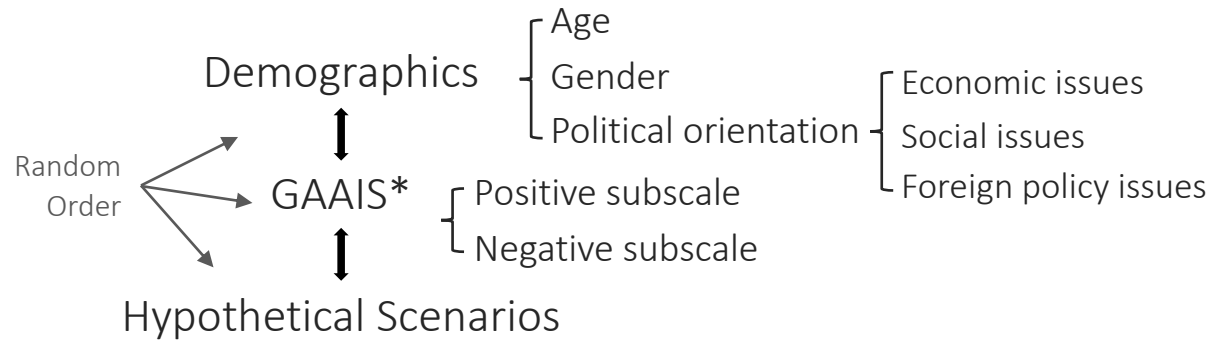 Age
Demographics
Gender
Economic issues
Political orientation
Social issues
Random
Order
GAAIS*
Positive subscale
Foreign policy issues
Negative subscale
Hypothetical Scenarios